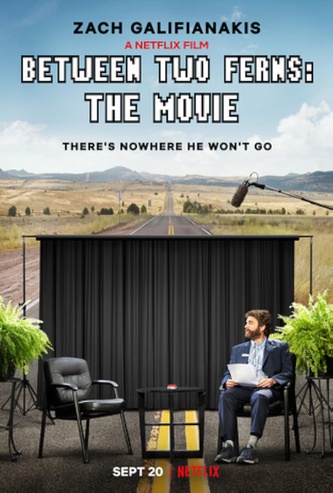 ZACH GALIFIANAKIS
A NETFLIX FILM
BETWEEN TWO FERNS:
THE MOVIE
THERE'S NOWHERE HE WON'T GO
SEPT 20 | NETFLIX